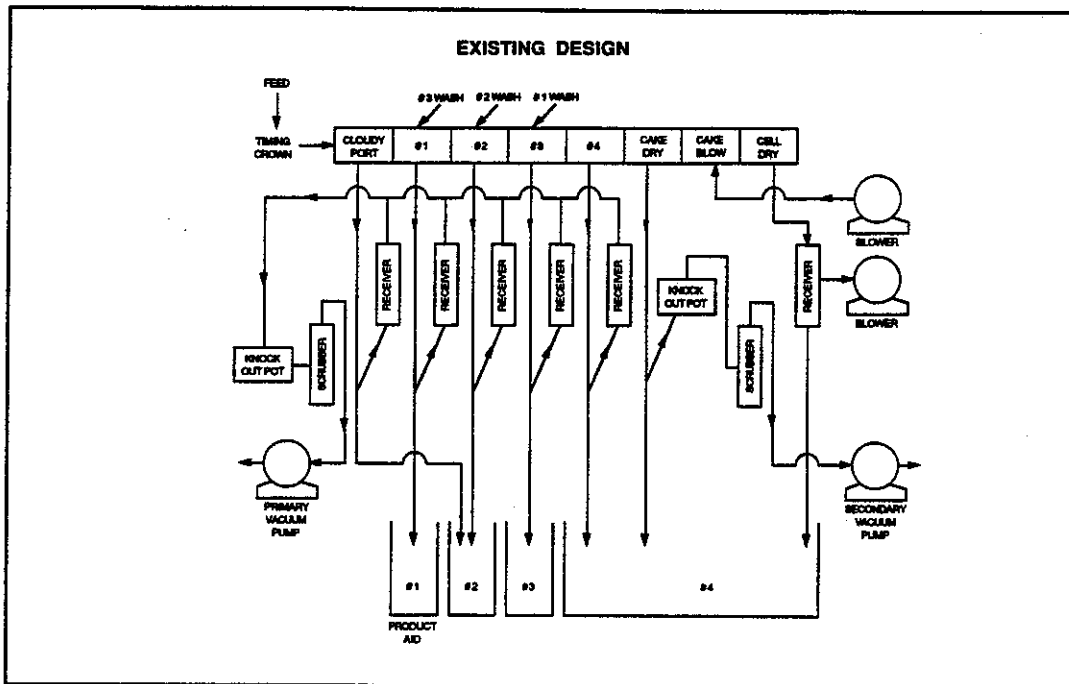 EXISTING DESIGN
FEED
#3 WASH
#2 WASH
#1 WASH
TIMING
CROWN
CLOUDY
PORT
#1
#2
#3
#4
CAKE
DRY
CAKE
BLOW
CELL
DRY
BLOWER
RECEIVER
RECEIVER
RECEIVER
RECEIVER
RECEIVER
KNOCK
OUT POT
RECEIVER
BLOWER
KNOCK
OUT POT
SCRUBBER
SCRUBBER
PRIMARY
VACUUM
PUMP
SECONDARY
VACUUM
PUMP
#1
#2
#3
#4
PRODUCT
AID